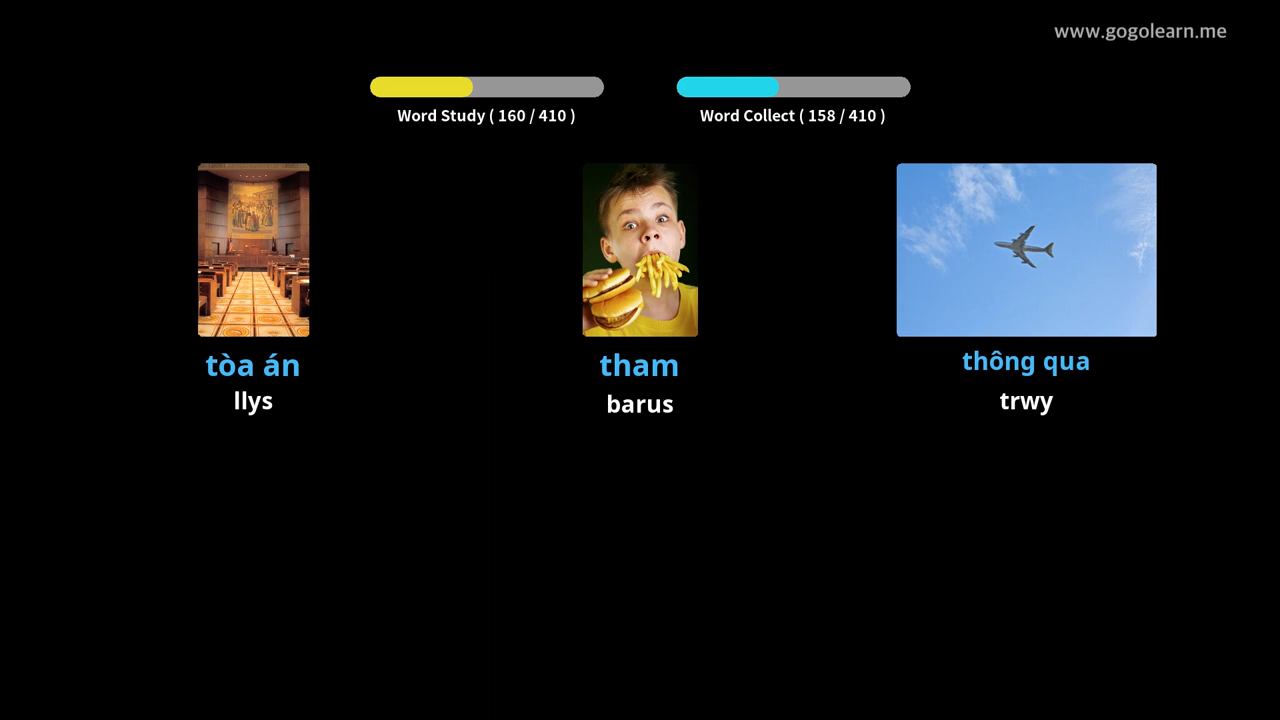 www.gogolearn.me
Word Study ( 160 / 410 )
Word Collect ( 158 / 410 )
tòa án
llys
tham
barus
thông qua
trwy